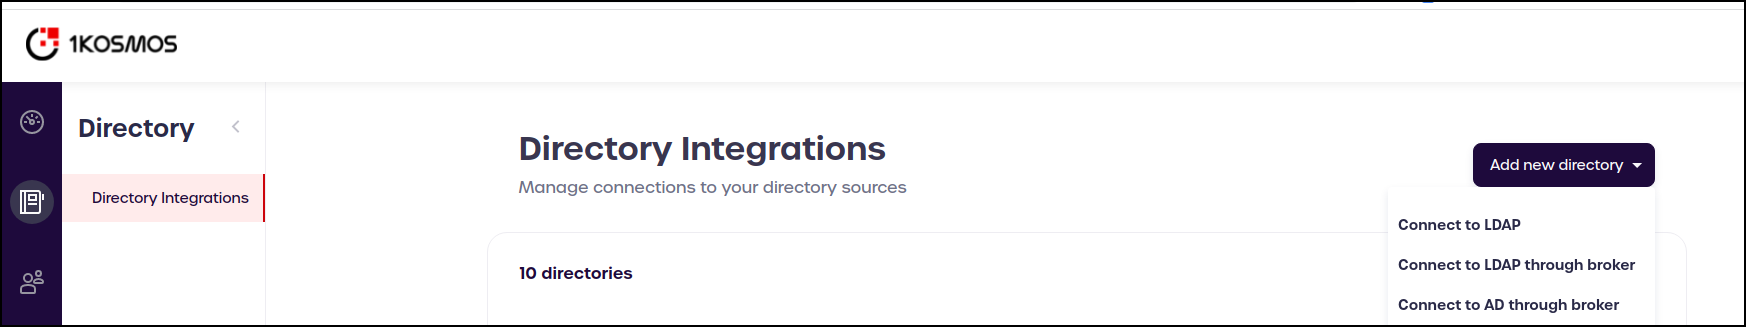 1KOSMOS
Directory
Directory Integrations
Directory Integrations
Manage connections to your directory sources
Add new directory
Connect to LDAP
Connect to LDAP through broker
Connect to AD through broker
10 directories